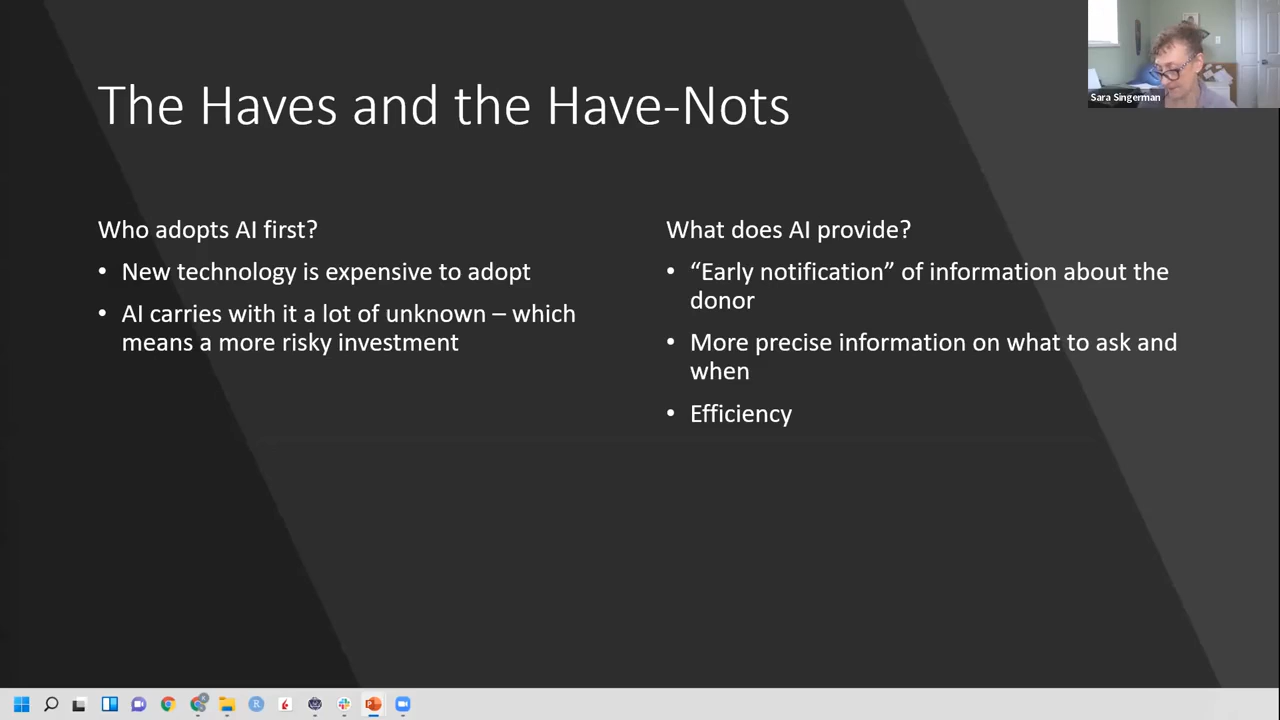 Sara Singerman
The Haves and the Have-Nots
Who adopts AI first?
• New technology is expensive to adopt
• AI carries with it a lot of unknown – which
means a more risky investment
What does AI provide?
• “Early notification” of information about the
donor
• More precise information on what to ask and
when
• Efficiency